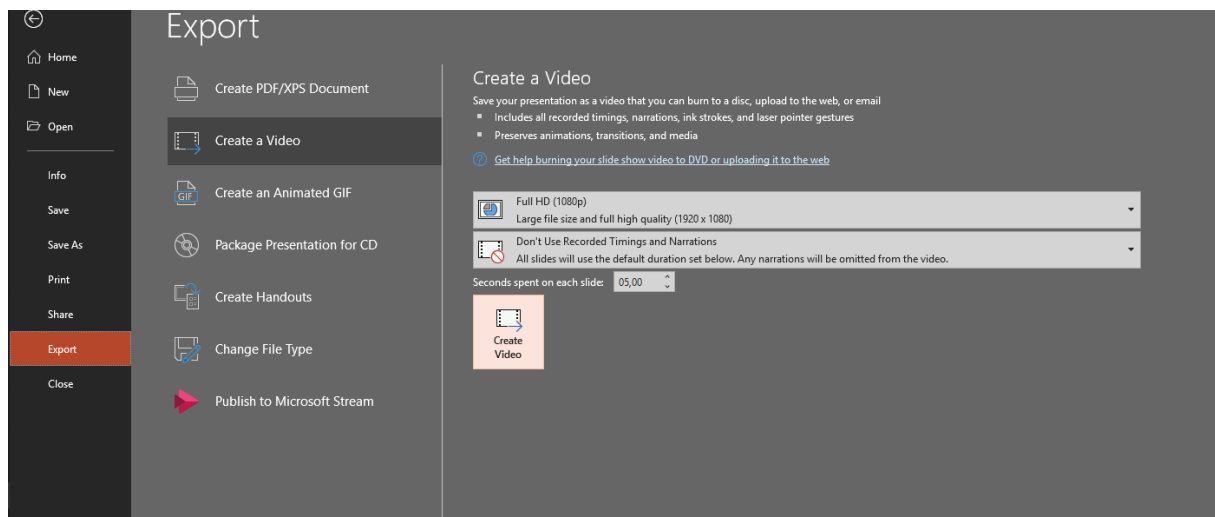 Export
Home
New
Open
Info
Save
Save As
Print
Share
Export
Close
Create PDF/XPS Document
Create a Video
GIF
Create an Animated GIF
Package Presentation for CD
Create Handouts
Change File Type
Publish to Microsoft Stream
Create a Video
Save your presentation as a video that you can burn to a disc, upload to the web, or email
Includes all recorded timings, narrations, ink strokes, and laser pointer gestures
Preserves animations, transitions, and media
Get help burning your slide show video to DVD or uploading it to the web
Full HD (1080p)
Large file size and full high quality (1920 x 1080)
Don't Use Recorded Timings and Narrations
All slides will use the default duration set below. Any narrations will be omitted from the video.
Seconds spent on each slide: 05,00
Create
Video